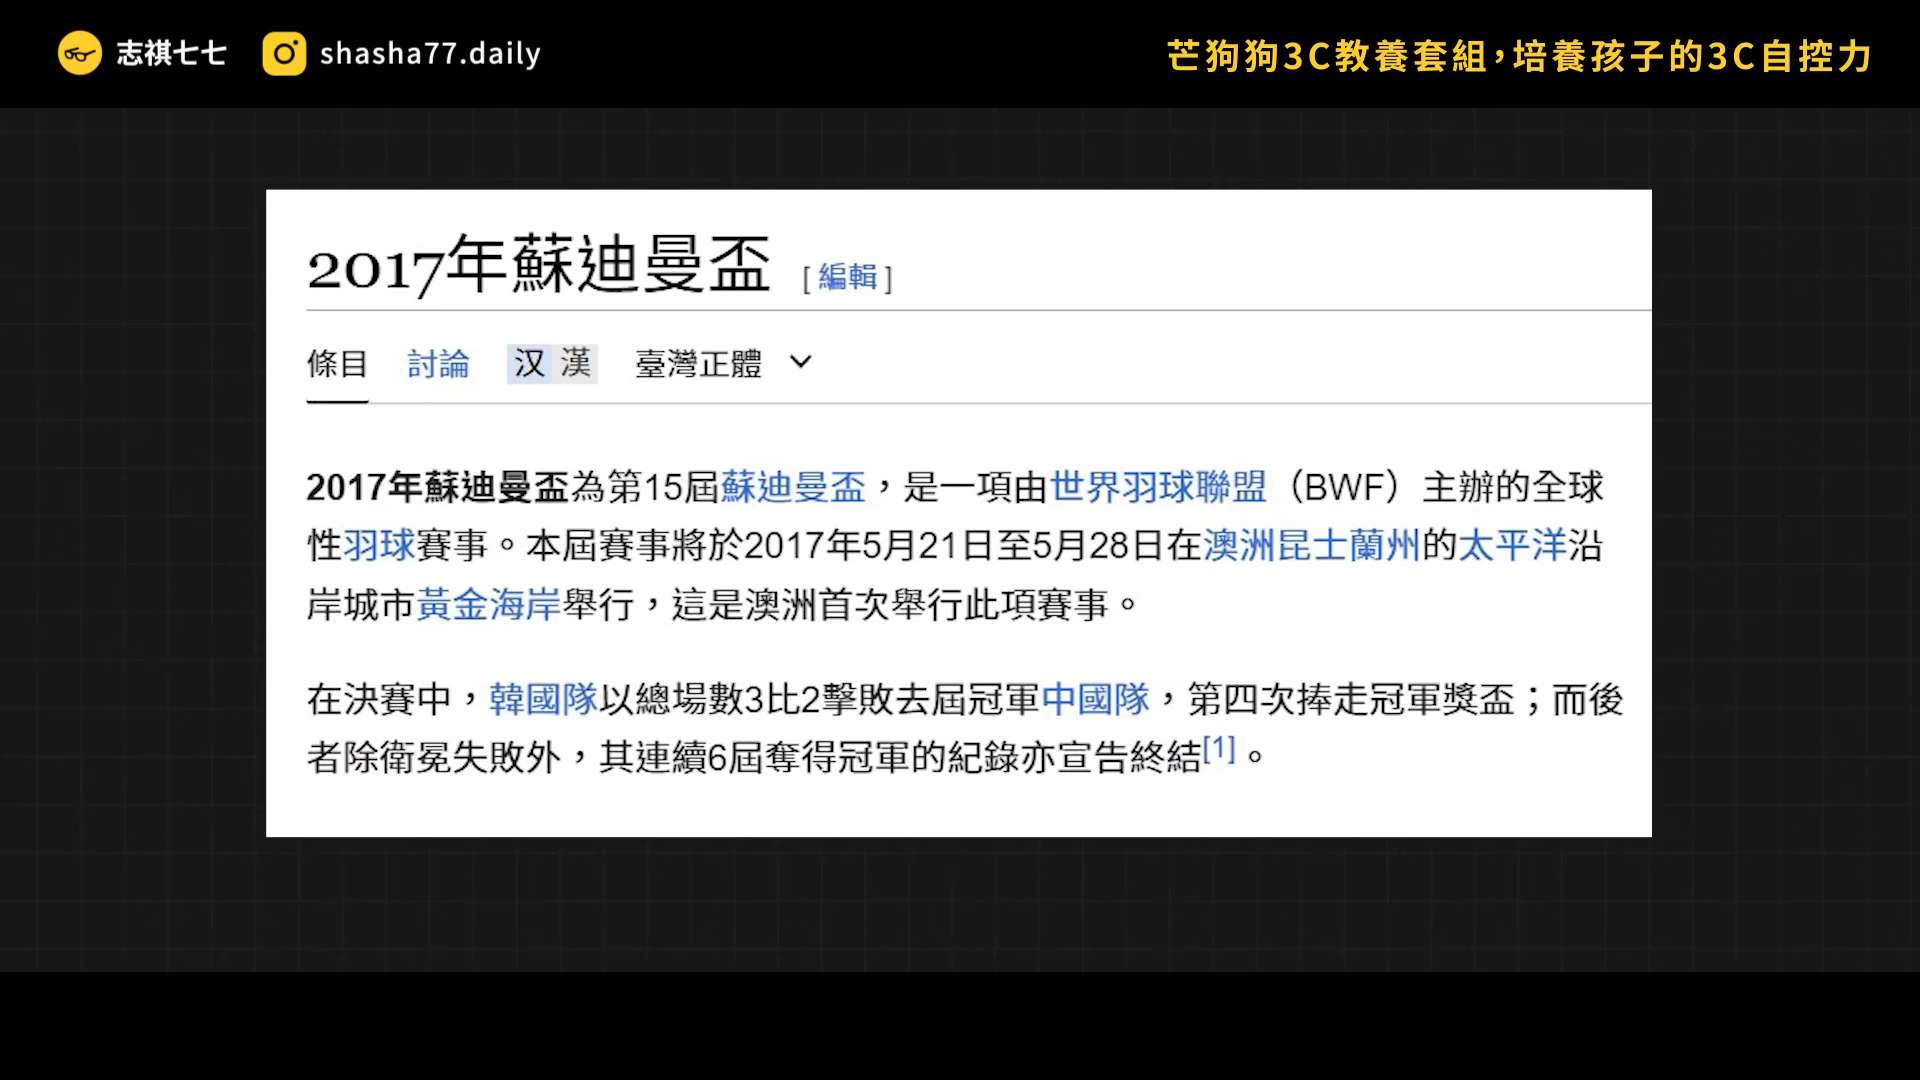 志祺七七 shasha77.daily 芒狗狗3C教養套組，培養孩子的3C自控力
2017年蘇迪曼盃 [編輯]
條目 討論 汉 漢 臺灣正體
2017年蘇迪曼盃為第15屆蘇迪曼盃，是一項由世界羽球聯盟（BWF）主辦的全球
性羽球賽事。本屆賽事將於2017年5月21日至5月28日在澳洲昆士蘭州的太平洋沿
岸城市黃金海岸舉行，這是澳洲首次舉行此項賽事。
在決賽中，韓國隊以總場數3比2擊敗去屆冠軍中國隊，第四次捧走冠軍獎盃；而後
者除衛冕失敗外，其連續6屆奪得冠軍的紀錄亦宣告終結[1]。